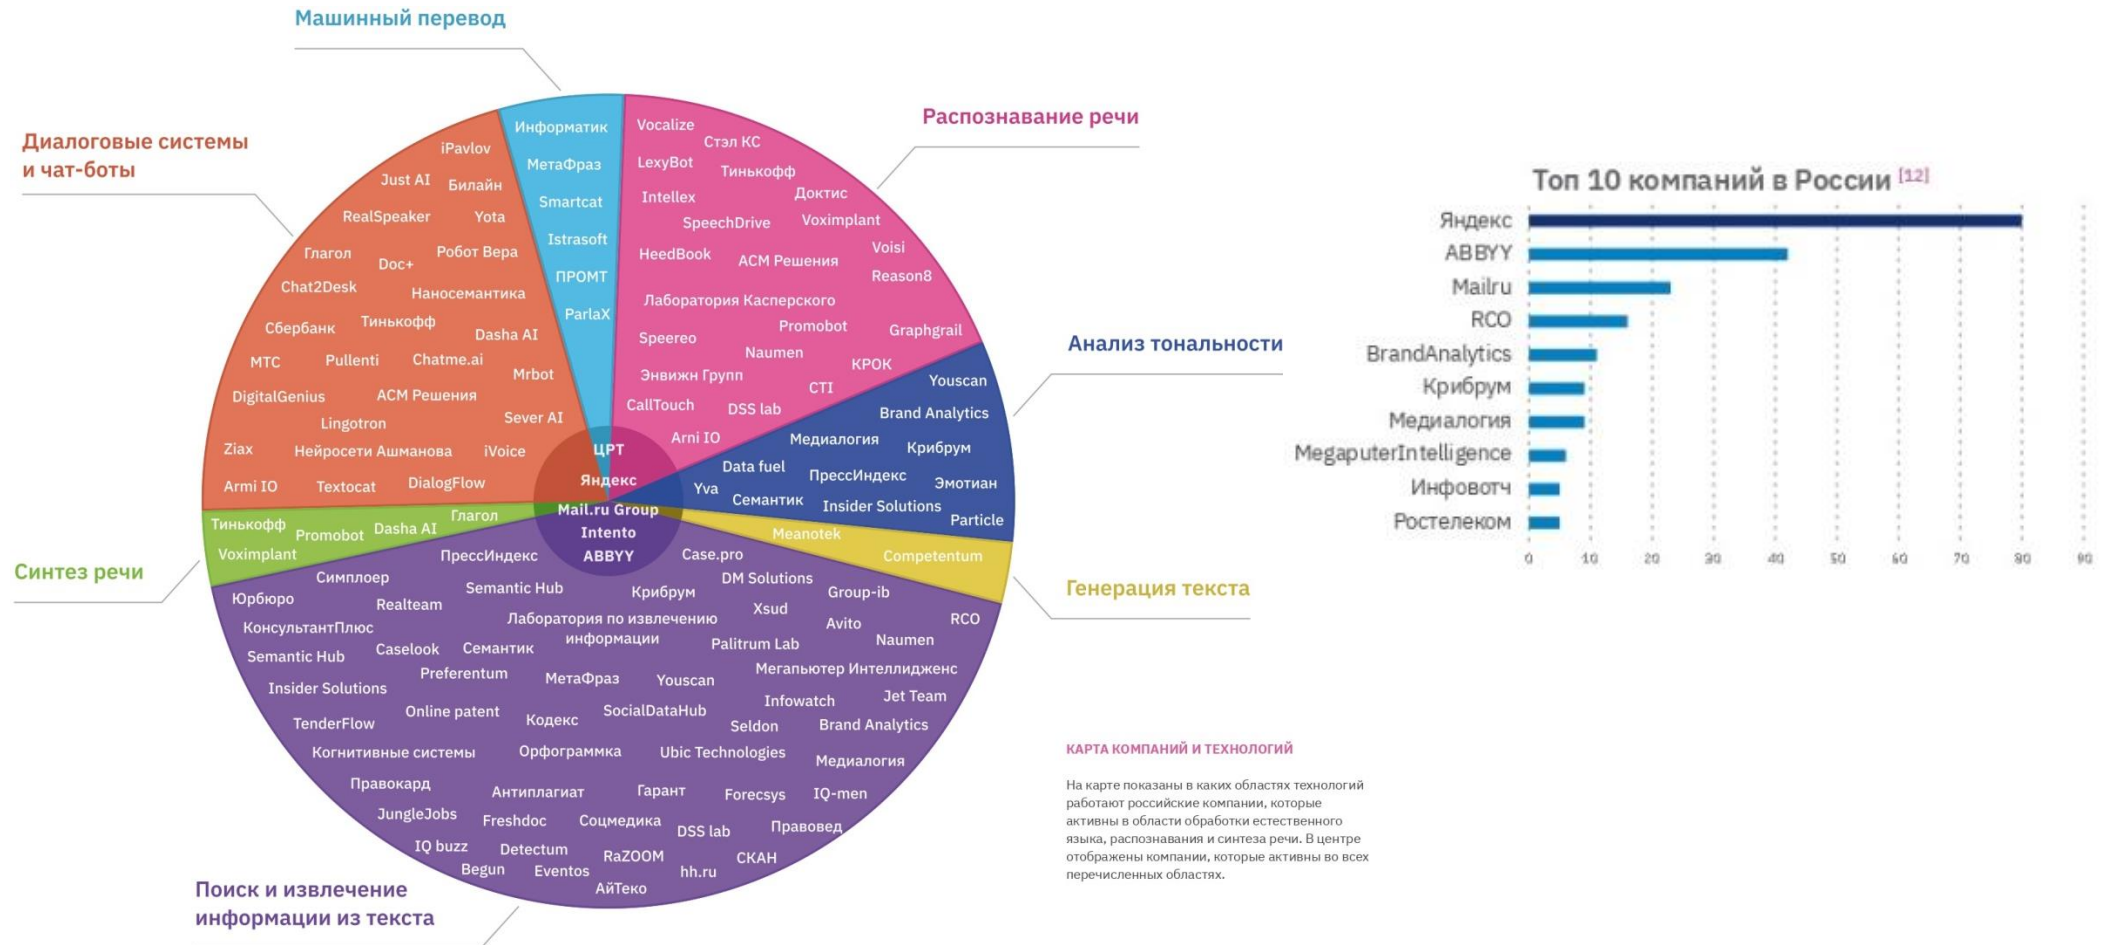 Машинный перевод
Информатик
МетаФраз
Smartcat
Istrasoft
ПРОМТ
ParlaX
Распознавание речи
Vocalize
Стэл КС
LexyBot
Тинькофф
Intellex
Доктис
SpeechDrive
Voximplant
Voisi
HeedBook
АСМ Решения
Reason8
Лаборатория Касперского
Promobot
Graphgrail
Speereo
Naumen
КРОК
Энвижн Групп
CTI
CallTouch
DSS lab
Arni IO
Анализ тональности
Youscan
Brand Analytics
Медиалогия
Крибрум
Data fuel
ПрессИндекс
Yva
Эмотиан
Семантик
Insider Solutions
Particle
Генерация текста
Meanotek
Competentum
Диалоговые системы
и чат-боты
iPavlov
Just AI
Билайн
RealSpeaker
Yota
Глагол
Робот Вера
Doc+
Chat2Desk
Наносемантика
Сбербанк
Тинькофф
Dasha AI
МТС
Pullenti
Chatme.ai
Mrbot
DigitalGenius
АСМ Решения
Sever AI
Lingotron
Ziax
Нейросети Ашманова
iVoice
Armi IO
Textocat
DialogFlow
Синтез речи
Тинькофф
Promobot
Dasha AI
Глагол
Voximplant
ЦРТ
Яндекс
Mail.ru Group
Intento
ABBYY
Поиск и извлечение
информации из текста
ПрессИндекс
Case.pro
Симплоер
DM Solutions
Semantic Hub
Крибрум
Group-ib
Юрбюро
Realteam
Xsud
Лаборатория по извлечению
информации
Avito
RCO
КонсультантПлюс
Naumen
Semantic Hub
Caselook
Семантик
Palitrum Lab
Preferentum
МетаФраз
Youscan
Мегапьютер Интеллидженс
Insider Solutions
Infowatch
Jet Team
Online patent
Кодекс
SocialDataHub
TenderFlow
Seldon
Brand Analytics
Когнитивные системы
Орфограммка
Ubic Technologies
Медиалогия
Правокард
Антиплагиат
Гарант
Forecsys
IQ-men
JungleJobs
Freshdoc
Соцмедика
DSS lab
Правовед
IQ buzz
Detectum
RaZOOM
СКАН
Begun
Eventos
hh.ru
АйТеко
КАРТА КОМПАНИЙ И ТЕХНОЛОГИЙ
На карте показаны в каких областях технологий
работают российские компании, которые
активны в области обработки естественного
языка, распознавания и синтеза речи. В центре
отображены компании, которые активны во всех
перечисленных областях.
Топ 10 компаний в России [12]
Яндекс
ABBYY
Mailru
RCO
BrandAnalytics
Крибрум
Медиалогия
MegaputerIntelligence
Инфовотч
Ростелеком
0 10 20 30 40 50 60 70 80 90